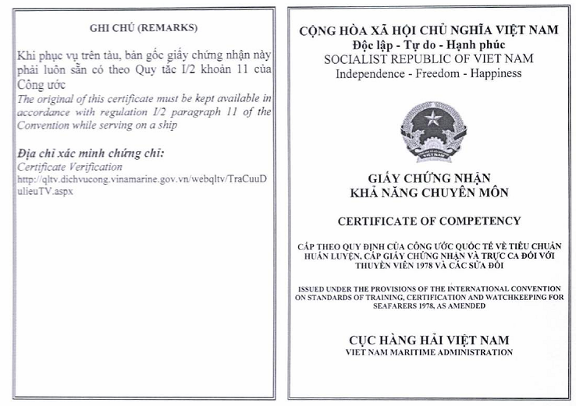 GHI CHÚ (REMARKS)
Khi phục vụ trên tàu, bản gốc giấy chứng nhận này
phải luôn sẵn có theo Quy tắc I/2 khoản 11 của
Công ước
The original of this certificate must be kept available in
accordance with regulation I/2 paragraph 11 of
the Convention while serving on a ship
Địa chỉ xác minh chứng chỉ:
Certificate Verification
http://qltv.dichvucong.vinamarine.gov.vn/webqltv/TraCuuD
ulieuTV.aspx
CỘNG HÒA XÃ HỘI CHỦ NGHĨA VIỆT NAM
Độc lập - Tự do - Hạnh phúc
SOCIALIST REPUBLIC OF VIET NAM
Independence - Freedom - Happiness
VIỆT NAM
GIẤY CHỨNG NHẬN
KHẢ NĂNG CHUYÊN MÔN
CERTIFICATE OF COMPETENCY
CẤP THEO QUY ĐỊNH CỦA CÔNG ƯỚC QUỐC TẾ VỀ TIÊU CHUẨN
HUẤN LUYỆN, CẤP GIẤY CHỨNG NHẬN VÀ TRỰC CA ĐỐI VỚI
THUYỀN VIÊN 1978 VÀ CÁC SỬA ĐỔI
ISSUED UNDER THE PROVISIONS OF THE INTERNATIONAL CONVENTION
ON STANDARDS OF TRAINING, CERTIFICATION AND WATCHKEEPING FOR
SEAFARERS 1978, AS AMENDED
CỤC HÀNG HẢI VIỆT NAM
VIET NAM MARITIME ADMINISTRATION